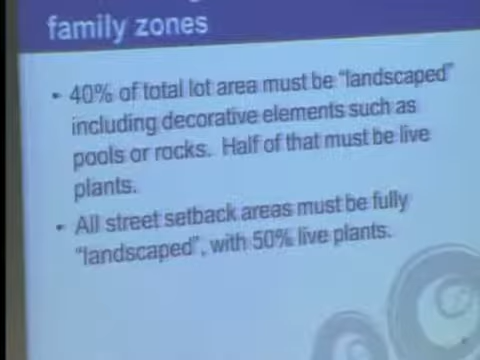 family zones
• 40% of total lot area must be "landscaped"
including decorative elements such as
pools or rocks. Half of that must be live
plants.
• All street setback areas must be fully
"landscaped", with 50% live plants.